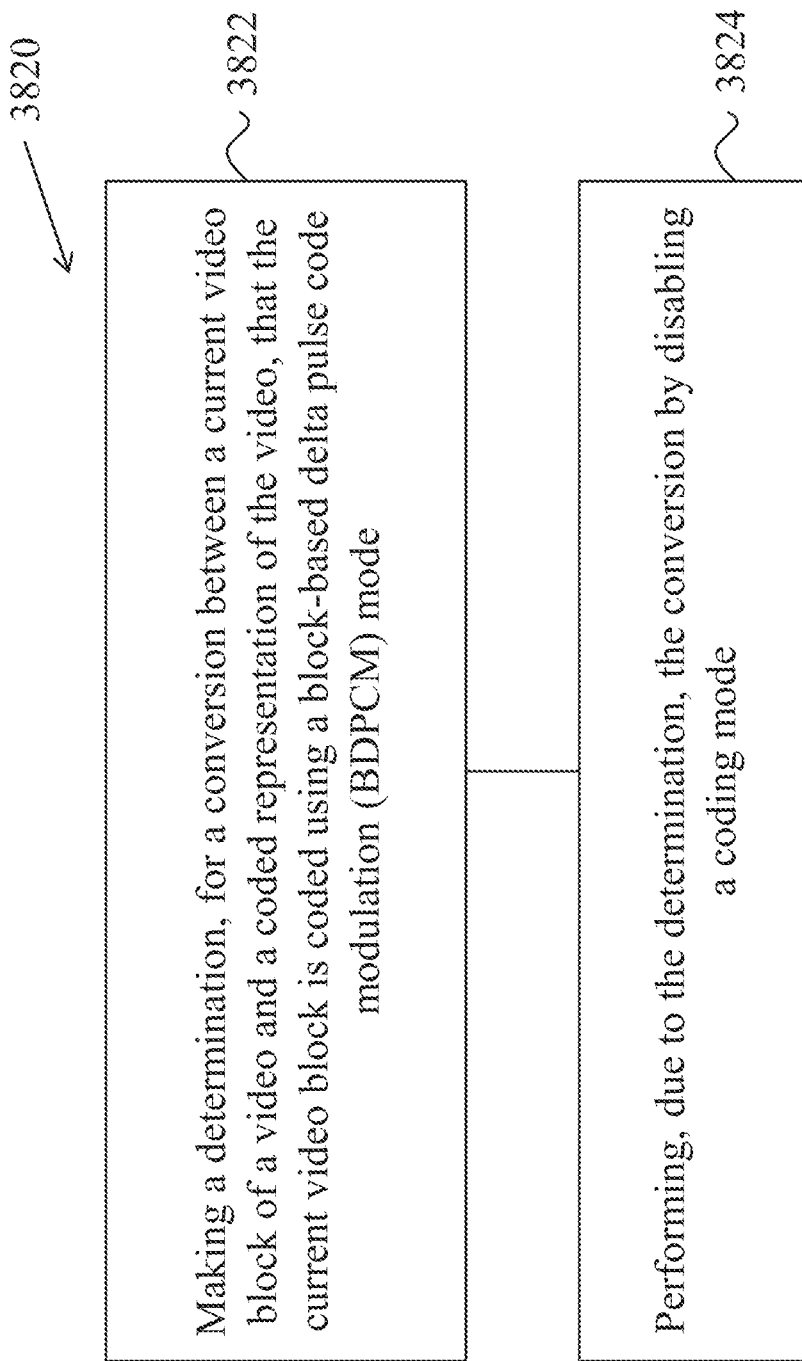 3820
Making a determination, for a conversion between a current video
block of a video and a coded representation of the video, that the
current video block is coded using a block-based delta pulse code
modulation (BDPCM) mode
3822
Performing, due to the determination, the conversion by disabling
a coding mode
3824